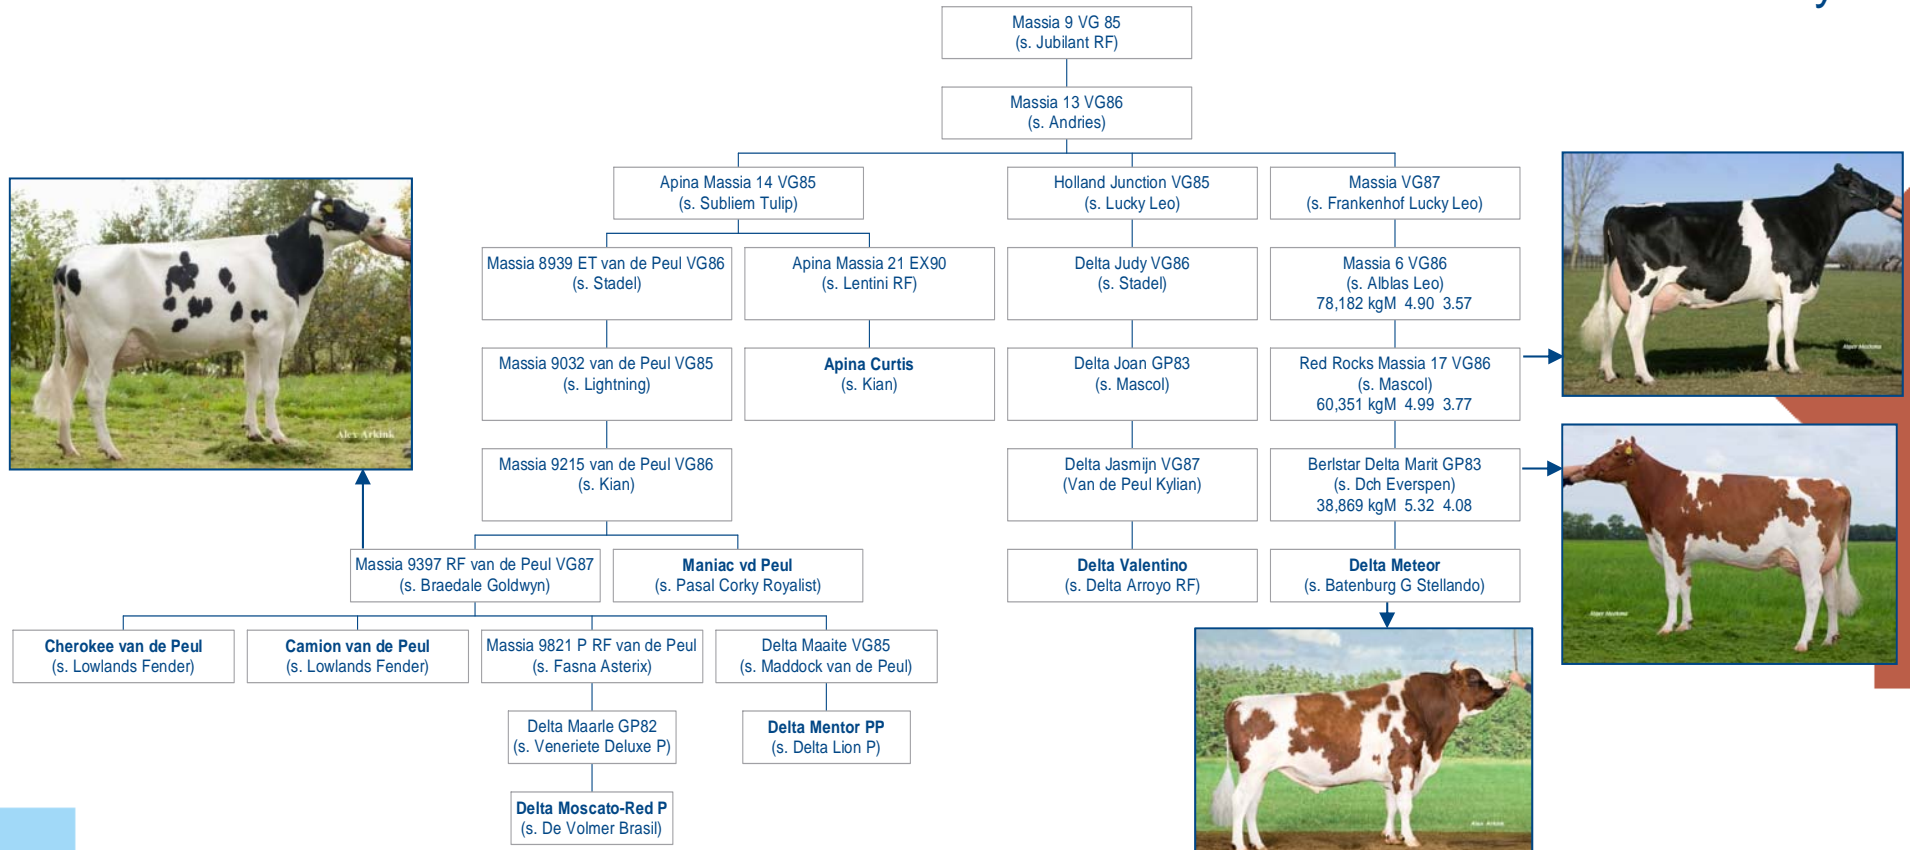 Massia 9 VG 85
(s. Jubilant RF)
Massia 13 VG86
(s. Andries)
Apina Massia 14 VG85
(s. Subliem Tulip)
Holland Junction VG85
(s. Lucky Leo)
Massia VG87
(s. Frankenhof Lucky Leo)
Massia 8939 ET van de Peul VG86
(s. Stadel)
Apina Massia 21 EX90
(s. Lentini RF)
Delta Judy VG86
(s. Stadel)
Massia 6 VG86
(s. Alblas Leo)
78,182 kgM 4.90 3.57
Massia 9032 van de Peul VG85
(s. Lightning)
Apina Curtis
(s. Kian)
Delta Joan GP83
(s. Mascol)
Red Rocks Massia 17 VG86
(s. Mascol)
60,351 kgM 4.99 3.77
Massia 9215 van de Peul VG86
(s. Kian)
Delta Jasmijn VG87
(Van de Peul Kylian)
Berlstar Delta Marit GP83
(s. Dch Everspen)
38,869 kgM 5.32 4.08
Massia 9397 RF van de Peul VG87
(s. Braedale Goldwyn)
Maniac vd Peul
(s. Pasal Corky Royalist)
Delta Valentino
(s. Delta Arroyo RF)
Delta Meteor
(s. Batenburg G Stellando)
Cherokee van de Peul
(s. Lowlands Fender)
Camion van de Peul
(s. Lowlands Fender)
Massia 9821 P RF van de Peul
(s. Fasna Asterix)
Delta Maaite VG85
(s. Maddock van de Peul)
Delta Maarle GP82
(s. Veneriete Deluxe P)
Delta Mentor PP
(s. Delta Lion P)
Delta Moscato-Red P
(s. De Volmer Brasil)
Alex Arkink
Alex Arkink